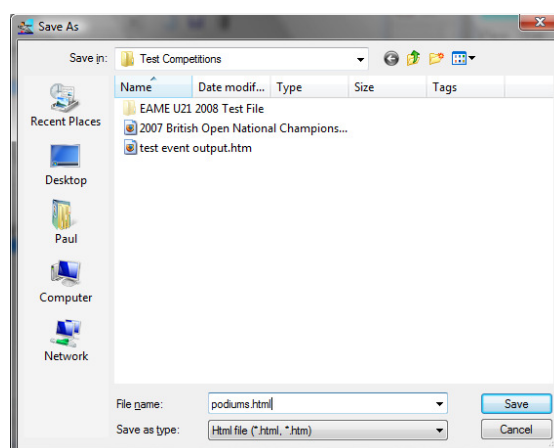 Save As
Save in: Test Competitions
Name Date modif... Type Size Tags
EAME U21 2008 Test File
2007 British Open National Champions...
test event output.htm
Recent Places
Desktop
Paul
Computer
Network
File name: podiums.html
Save
Save as type: Html file (*.html, *.htm)
Cancel